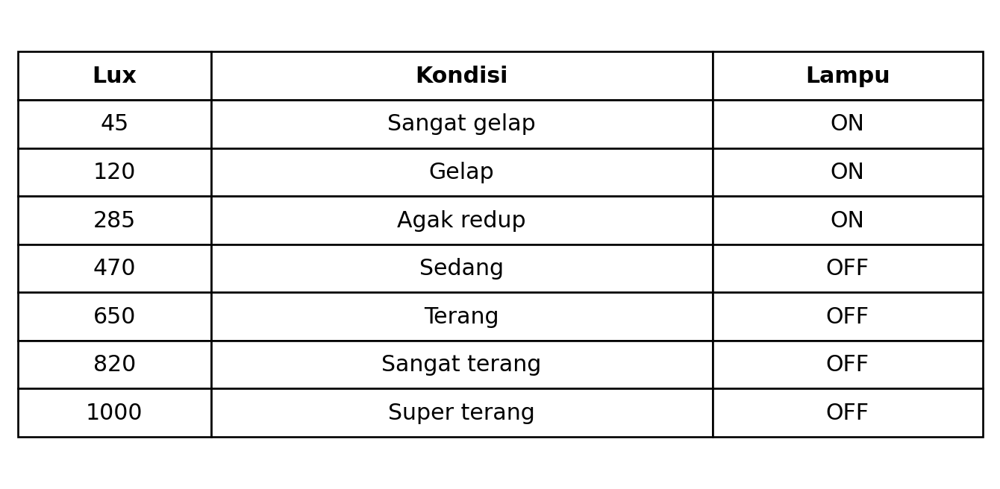 Lux Kondisi Lampu
45 Sangat gelap ON
120 Gelap ON
285 Agak redup ON
470 Sedang OFF
650 Terang OFF
820 Sangat terang OFF
1000 Super terang OFF